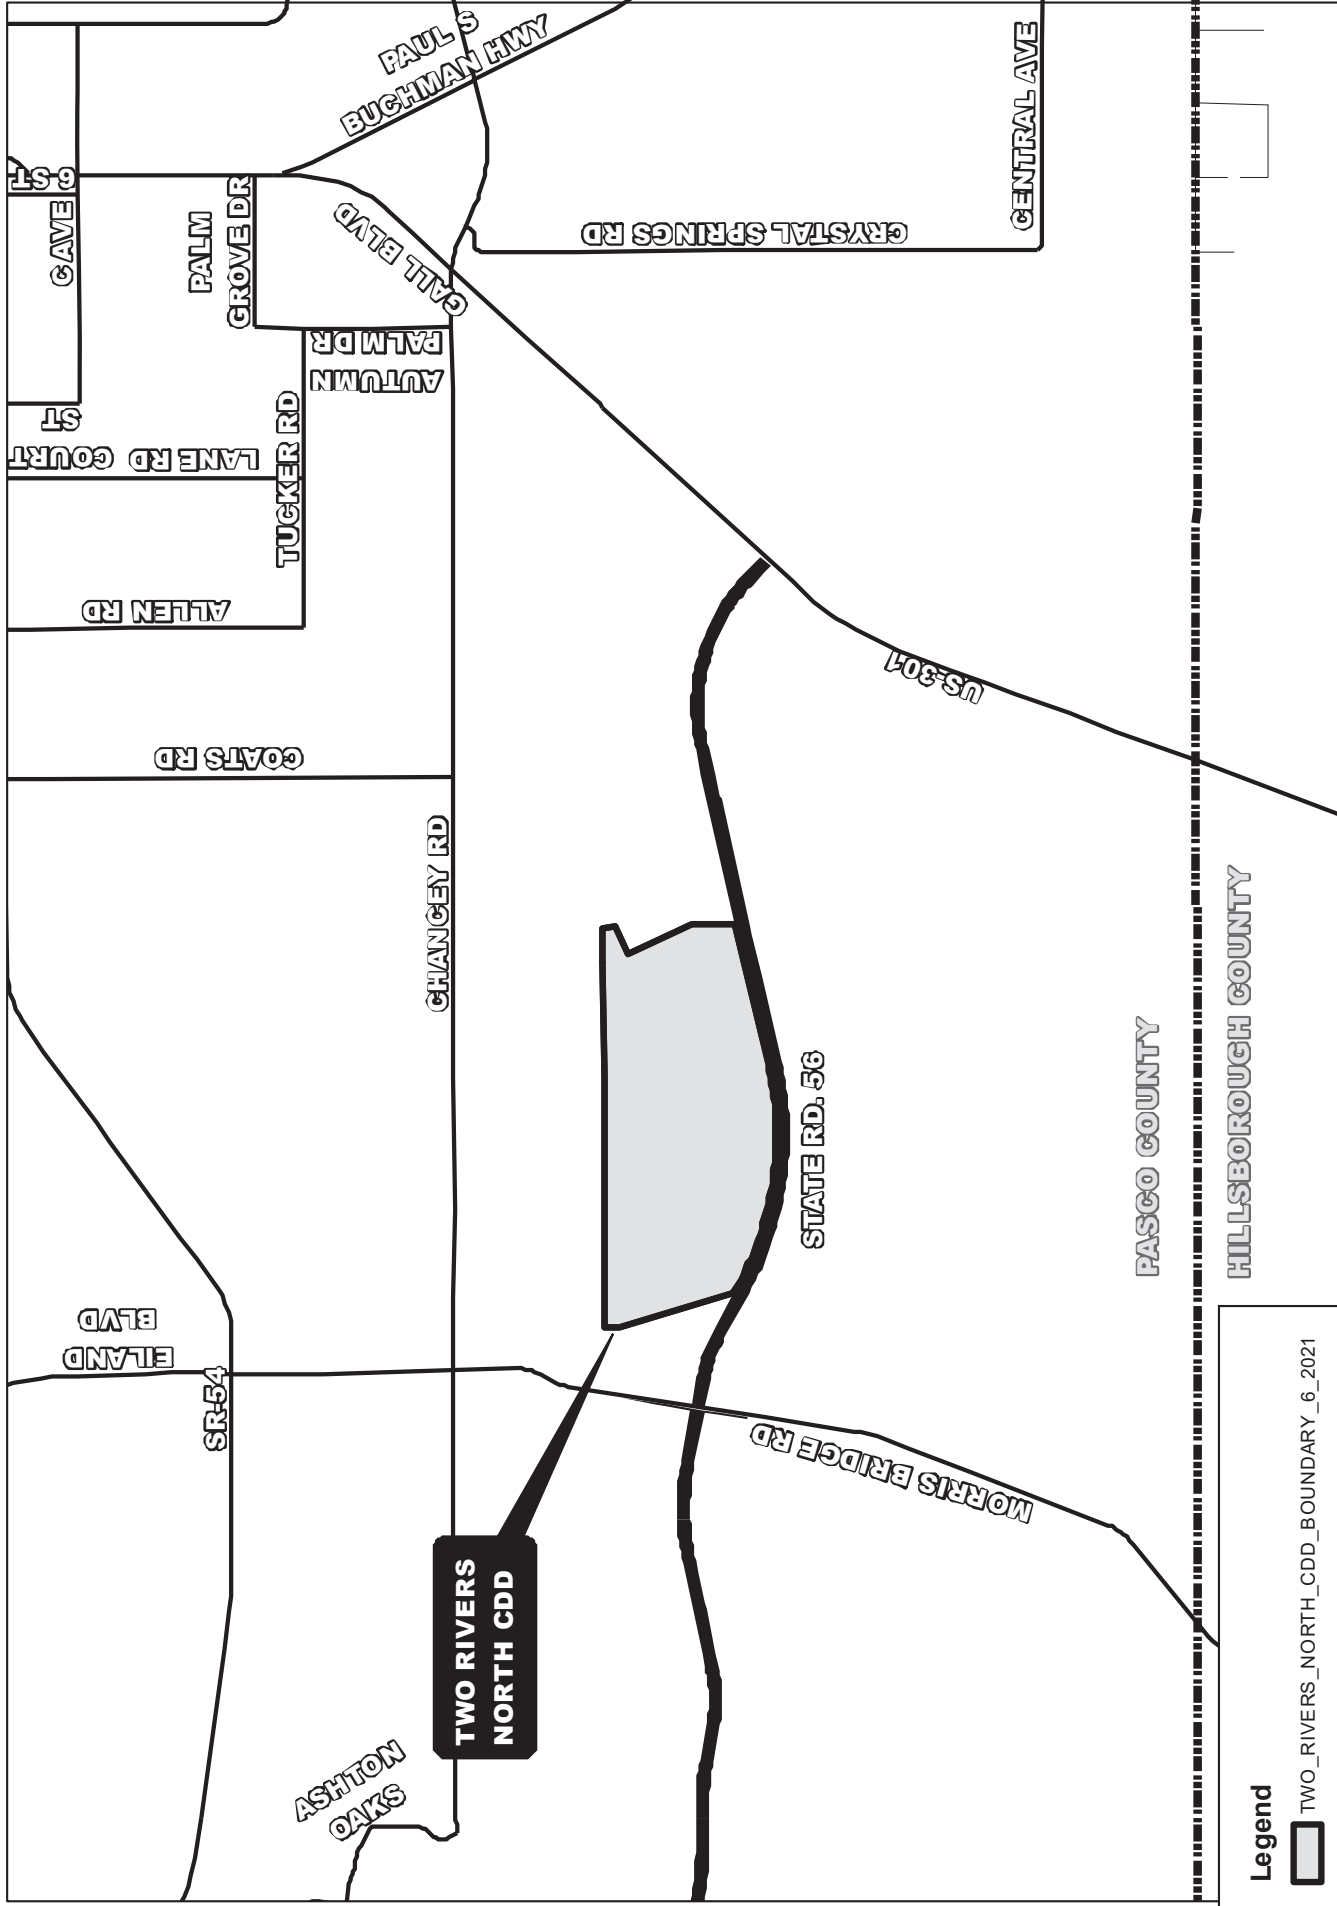 ASHTON
OAKS
SR-54
EILAND
BLVD
COATS RD
ALLEN RD
LANE RD
COURT
ST
TUCKER RD
C AVE
6 ST
PALM
GROVE DR
AUTUMN
PALM DR
GALL BLVD
PAUL S
BUCHMAN HWY
TWO RIVERS
NORTH CDD
CHANCEY RD
CRYSTAL SPRINGS RD
CENTRAL AVE
MORRIS BRIDGE RD
STATE RD. 56
US-301
PASCO COUNTY
HILLSBOROUGH COUNTY
Legend
TWO_RIVERS_NORTH_CDD_BOUNDARY_6_2021